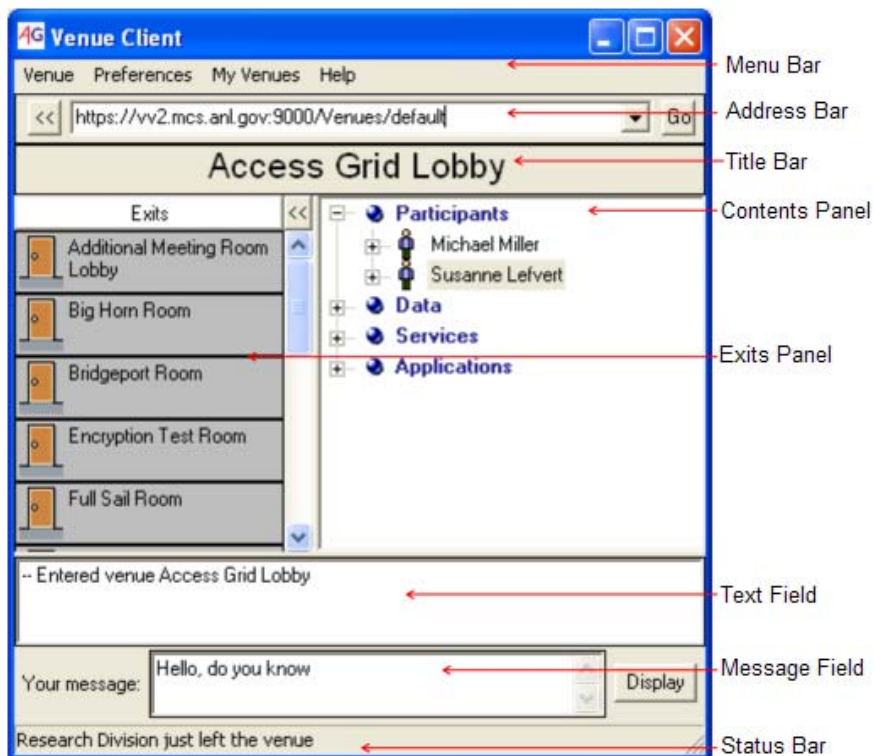 AG Venue Client
Venue Preferences My Venues Help
Menu Bar
<< https://vv2.mcs.anl.gov:9000/Venues/default Go
Address Bar
Access Grid Lobby
Title Bar
Exits <<
Participants
Contents Panel
Additional Meeting Room Lobby
Michael Miller
Susanne Lefvert
Big Horn Room
Data
Services
Exits Panel
Bridgeport Room
Applications
Encryption Test Room
Full Sail Room
-- Entered venue Access Grid Lobby
Text Field
Your message:
Hello, do you know
Display
Message Field
Research Division just left the venue
Status Bar